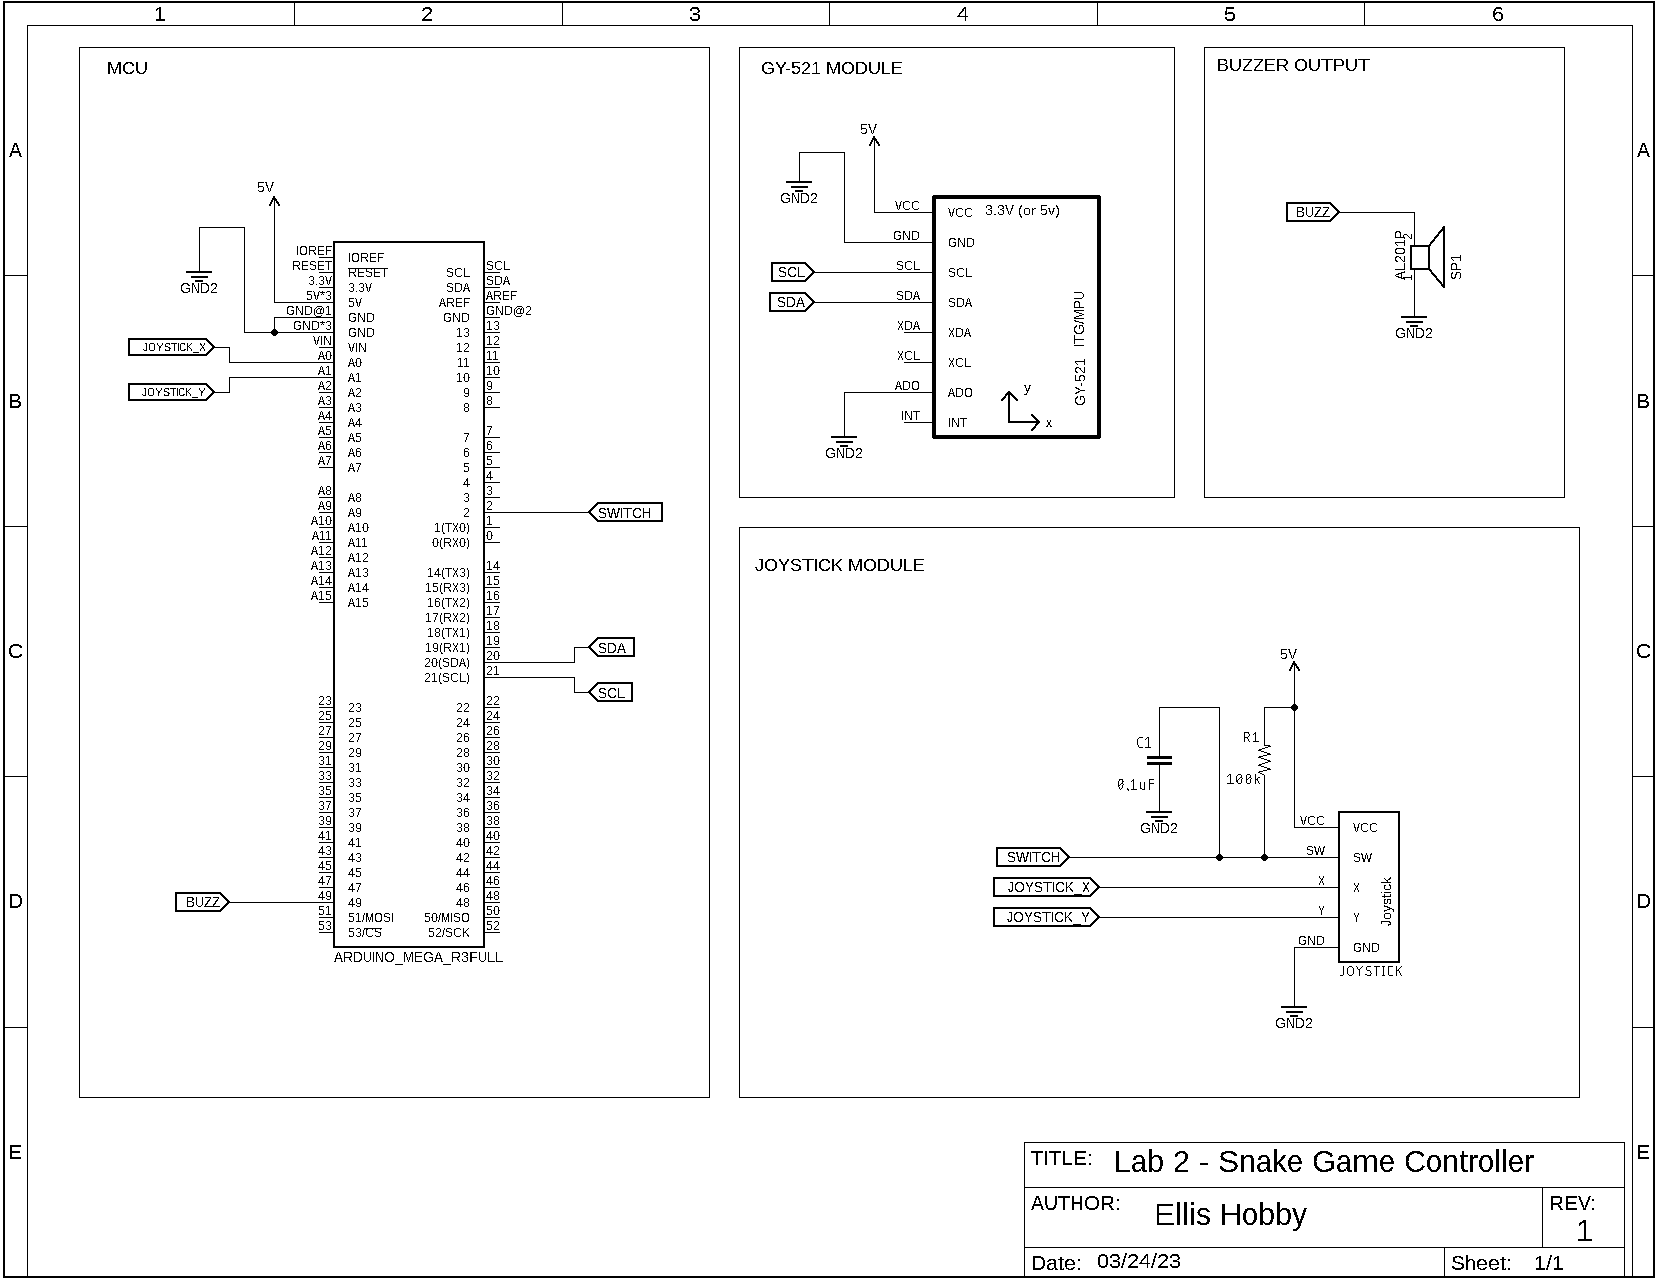 1 2 3 4 5 6
A
B
C
D
E
A
B
C
D
E
MCU
5V
GND2
IOREF
RESET
3.3V
5V*3
GND@1
GND*3
VIN
A0
A1
A2
A3
A4
A5
A6
A7
A8
A9
A10
A11
A12
A13
A14
A15
23
25
27
29
31
33
35
37
39
41
43
45
47
49
51
53
JOYSTICK_X
JOYSTICK_Y
BUZZ
IOREF
RESET
3.3V
5V
GND
GND
VIN
A0
A1
A2
A3
A4
A5
A6
A7
A8
A9
A10
A11
A12
A13
A14
A15
23
25
27
29
31
33
35
37
39
41
43
45
47
49
51/MOSI
53/CS
SCL
SDA
AREF
GND
13
12
11
10
9
8
7
6
5
4
3
2
1(TX0)
0(RX0)
14(TX3)
15(RX3)
16(TX2)
17(RX2)
18(TX1)
19(RX1)
20(SDA)
21(SCL)
22
24
26
28
30
32
34
36
38
40
42
44
46
48
50/MISO
52/SCK
SCL
SDA
AREF
GND@2
13
12
11
10
9
8
7
6
5
4
3
2
1
0
14
15
16
17
18
19
20
21
22
24
26
28
30
32
34
36
38
40
42
44
46
48
50
52
SWITCH
SDA
SCL
ARDUINO_MEGA_R3FULL
GY-521 MODULE
5V
GND2
VCC VCC 3.3V (or 5v)
GND GND
SCL SCL SCL
SDA SDA SDA
XDA XDA
XCL XCL
ADO ADO
INT INT
GND2
y
x
GY-521 ITG/MPU
BUZZER OUTPUT
BUZZ
AL201P
2
1
SP1
GND2
JOYSTICK MODULE
5V
C1
0.1uF
GND2
R1
100k
VCC VCC
SWITCH SW SW
JOYSTICK_X X X
JOYSTICK_Y Y Y
GND GND
Joystick
JOYSTICK
GND2
TITLE: Lab 2 - Snake Game Controller
AUTHOR: Ellis Hobby
REV:
1
Date: 03/24/23
Sheet: 1/1